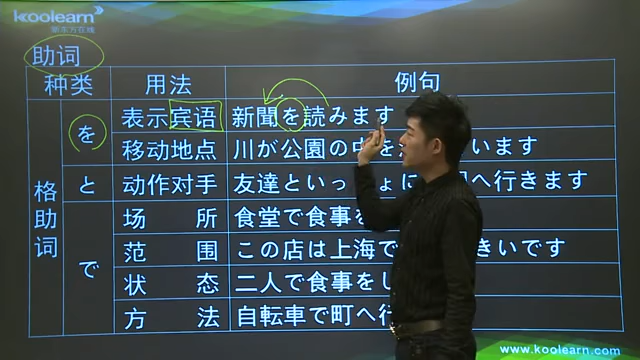 koolearn
新东方在线
助词
种类 用法 例句
格助词
を 表示宾语 新聞を読みます
移动地点 川が公園の中を います
と 动作对手 友達といっしょに へ行きます
で 场所 食堂で食事を
范围 この店は上海で きいです
状态 二人で食事をし
方法 自転車で町へ行
www.koolearn.com